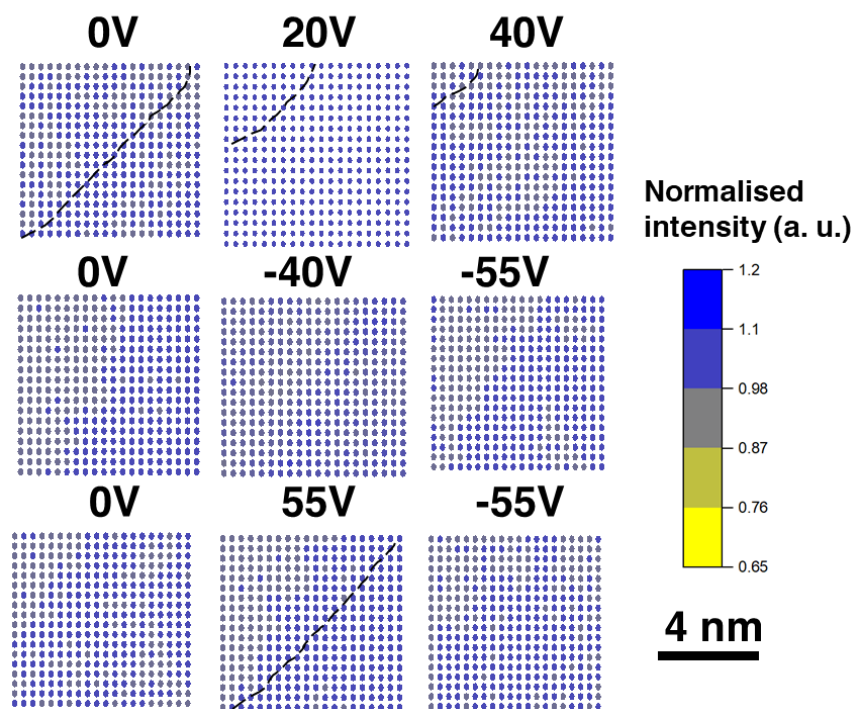 0V 20V 40V
0V -40V -55V
0V 55V -55V
Normalised
intensity (a. u.)
1.2
1.1
0.98
0.87
0.76
0.65
4 nm